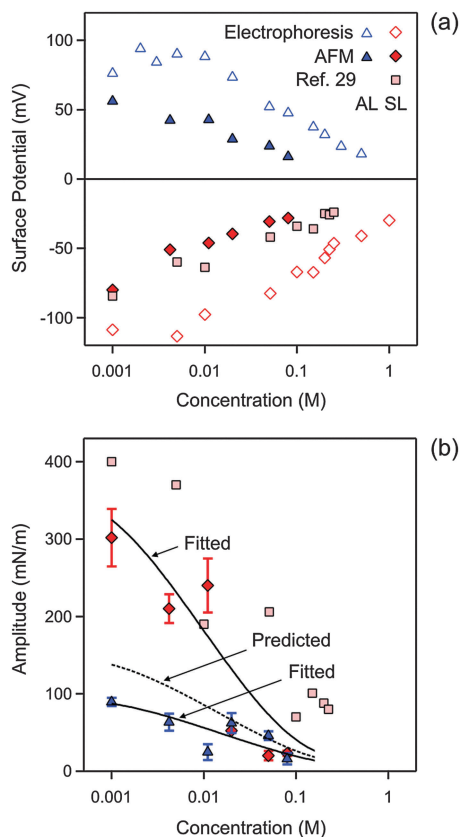 (a)
Electrophoresis
AFM
Ref. 29
AL SL
100
50
0
-50
-100
Surface Potential (mV)
0.001
0.01
0.1
1
Concentration (M)
(b)
400
300
200
100
0
Amplitude (mN/m)
Fitted
Predicted
Fitted
0.001
0.01
0.1
1
Concentration (M)